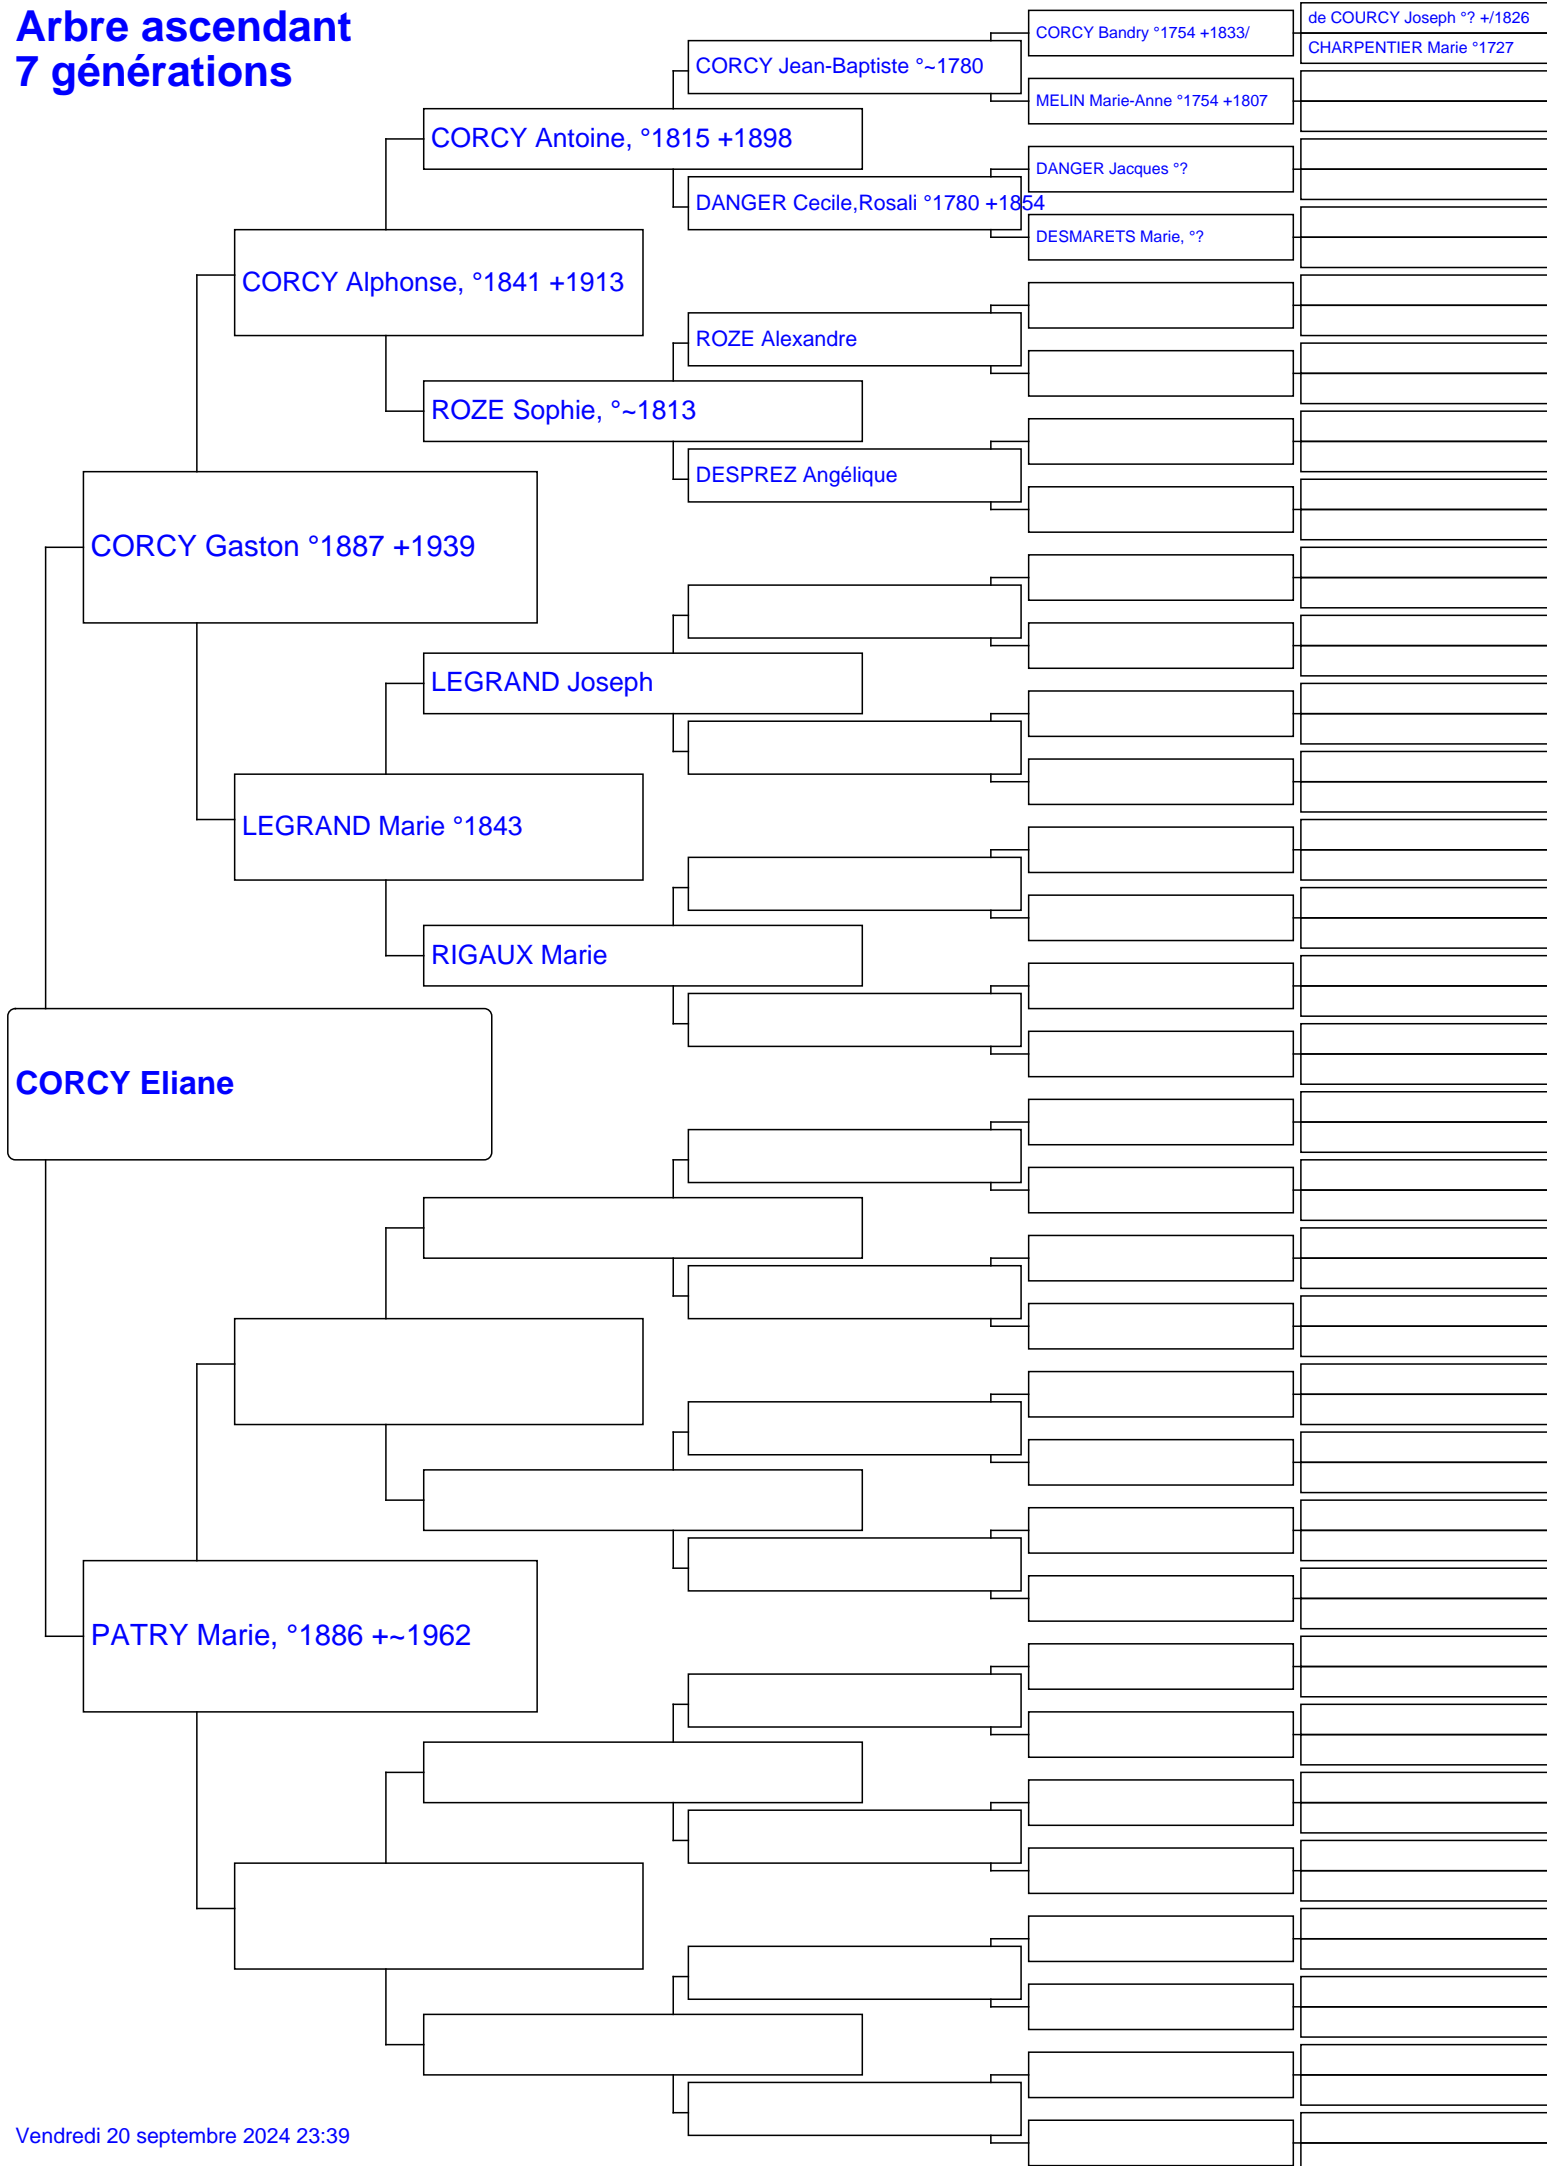 Arbre ascendant
7 générations
de COURCY Joseph °? +/1826
CORCY Bandry °1754 +1833/
CHARPENTIER Marie °1727
CORCY Jean-Baptiste °~1780
MELIN Marie-Anne °1754 +1807
CORCY Antoine, °1815 +1898
DANGER Jacques °?
DANGER Cecile,Rosali °1780 +1854
DESMARETS Marie, °?
CORCY Alphonse, °1841 +1913
ROZE Alexandre
ROZE Sophie, °~1813
DESPREZ Angélique
CORCY Gaston °1887 +1939
LEGRAND Joseph
LEGRAND Marie °1843
RIGAUX Marie
CORCY Eliane
PATRY Marie, °1886 +~1962
Vendredi 20 septembre 2024 23:39